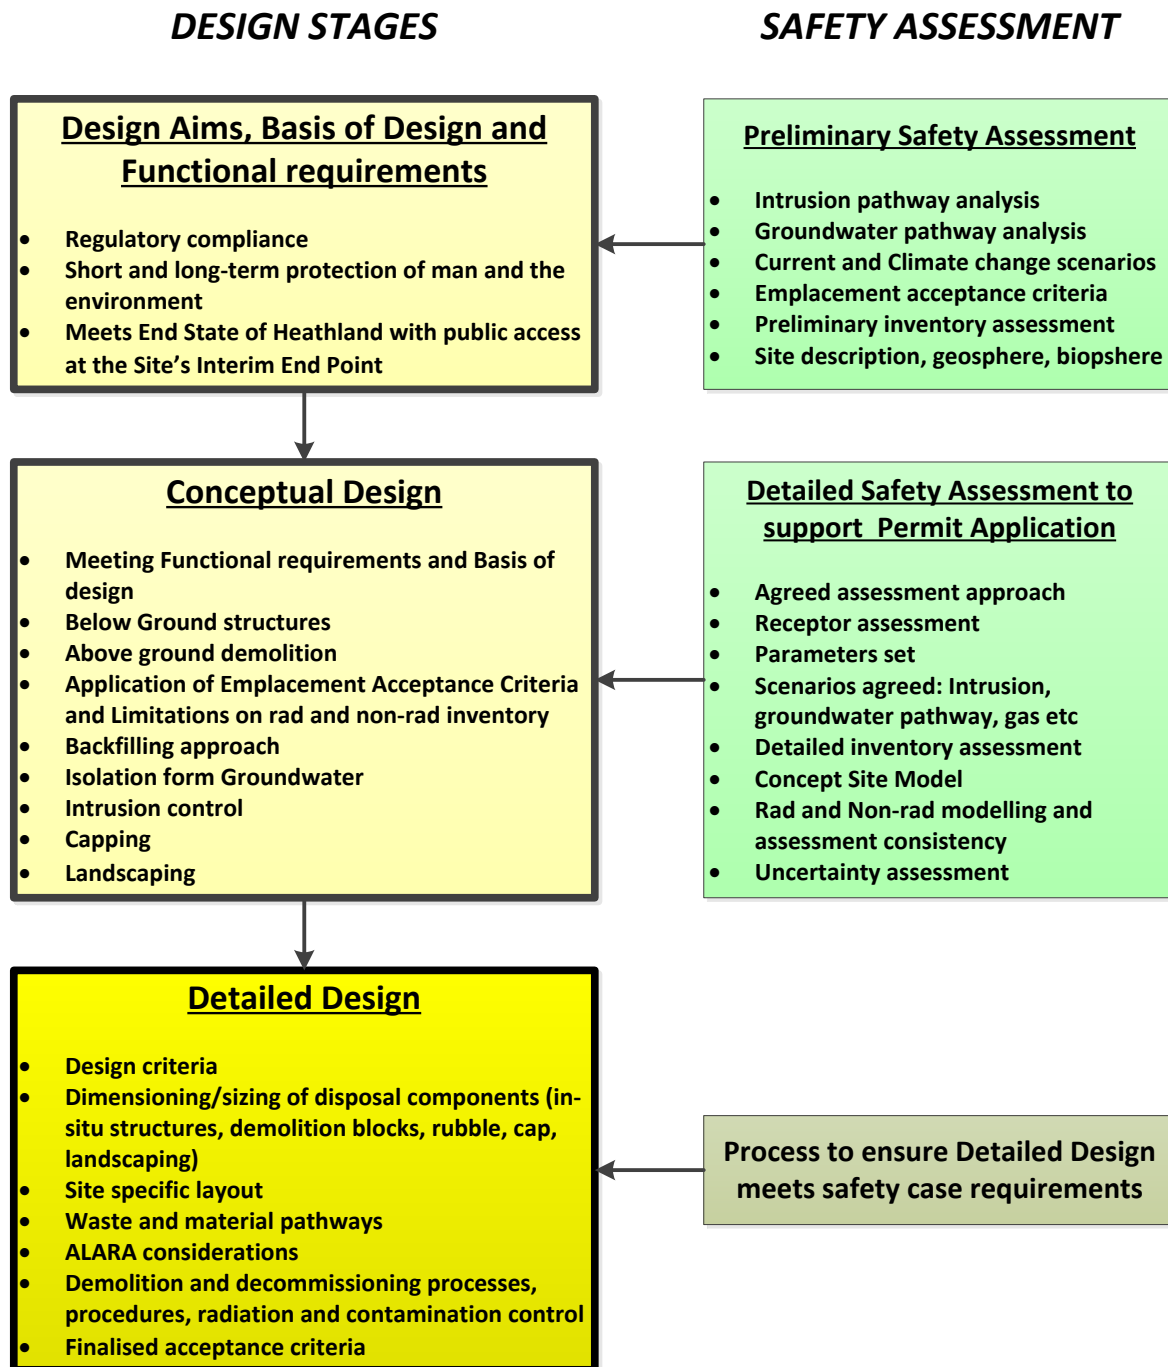 DESIGN STAGES
SAFETY ASSESSMENT
Design Aims, Basis of Design and
Functional requirements
• Regulatory compliance
• Short and long-term protection of man and the
environment
• Meets End State of Heathland with public access
at the Site's Interim End Point
Preliminary Safety Assessment
• Intrusion pathway analysis
• Groundwater pathway analysis
• Current and Climate change scenarios
• Emplacement acceptance criteria
• Preliminary inventory assessment
• Site description, geosphere, biopshere
Conceptual Design
• Meeting Functional requirements and Basis of
design
• Below Ground structures
• Above ground demolition
• Application of Emplacement Acceptance Criteria
and Limitations on rad and non-rad inventory
• Backfilling approach
• Isolation form Groundwater
• Intrusion control
• Capping
• Landscaping
Detailed Safety Assessment to
support Permit Application
• Agreed assessment approach
• Receptor assessment
• Parameters set
• Scenarios agreed: Intrusion,
groundwater pathway, gas etc
• Detailed inventory assessment
• Concept Site Model
• Rad and Non-rad modelling and
assessment consistency
• Uncertainty assessment
Detailed Design
• Design criteria
• Dimensioning/sizing of disposal components (in-
situ structures, demolition blocks, rubble, cap,
landscaping)
• Site specific layout
• Waste and material pathways
• ALARA considerations
• Demolition and decommissioning processes,
procedures, radiation and contamination control
• Finalised acceptance criteria
Process to ensure Detailed Design
meets safety case requirements